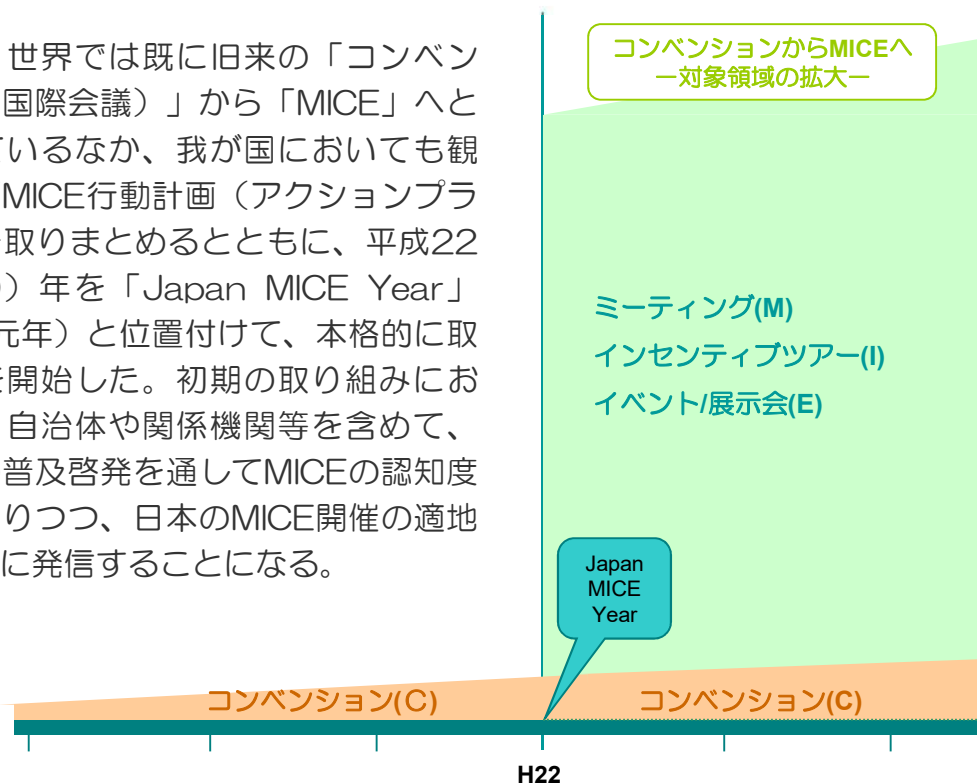 世界では既に旧来の「コンベン
国際会議）」から「MICE」へと
いるなか、我が国においても観
MICE行動計画（アクションプラ
取りまとめるとともに、平成22
）年を「Japan MICE Year」
元年）と位置付けて、本格的に取
を開始した。初期の取り組みにお
自治体や関係機関等を含めて、
普及啓発を通してMICEの認知度
りつつ、日本のMICE開催の適地
に発信することになる。
コンベンションからMICEへ
ー対象領域の拡大ー
ミーティング(M)
インセンティブツアー(I)
イベント/展示会(E)
Japan
MICE
Year
コンベンション(C)
コンベンション(C)
H22